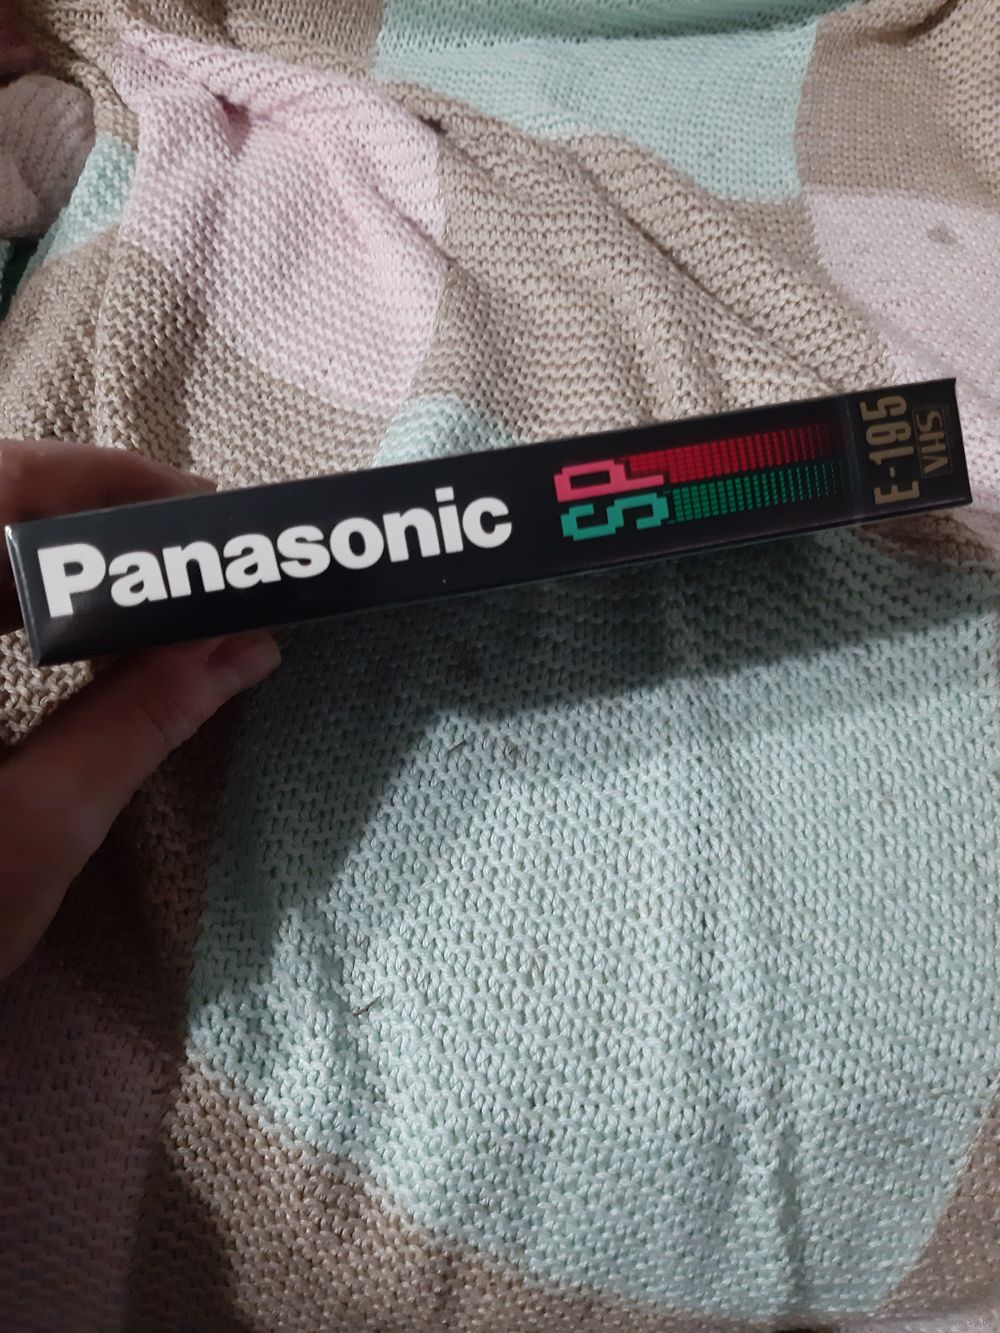 Panasonic
SP
E-195
VHS